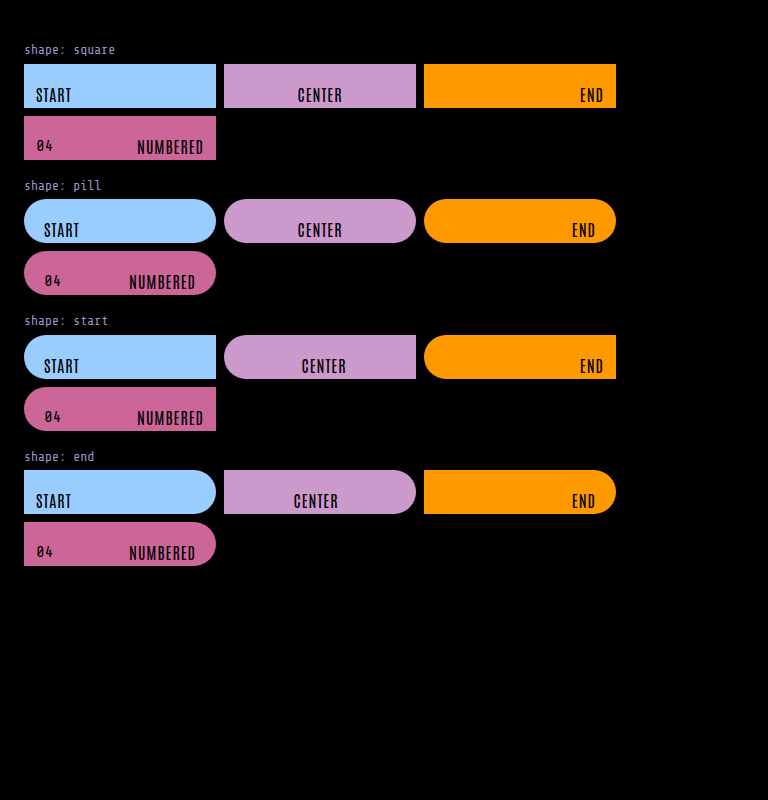 shape: square
START CENTER END
04 NUMBERED
shape: pill
START CENTER END
04 NUMBERED
shape: start
START CENTER END
04 NUMBERED
shape: end
START CENTER END
04 NUMBERED